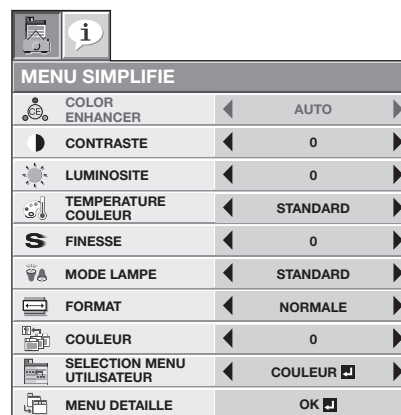 i
MENU SIMPLIFIE
CE
COLOR
ENHANCER
AUTO
CONTRASTE
0
LUMINOSITE
0
TEMPERATURE
COULEUR
STANDARD
S
FINESSE
0
MODE LAMPE
STANDARD
FORMAT
NORMALE
COULEUR
0
SELECTION MENU
UTILISATEUR
COULEUR
MENU DETAILLE
OK